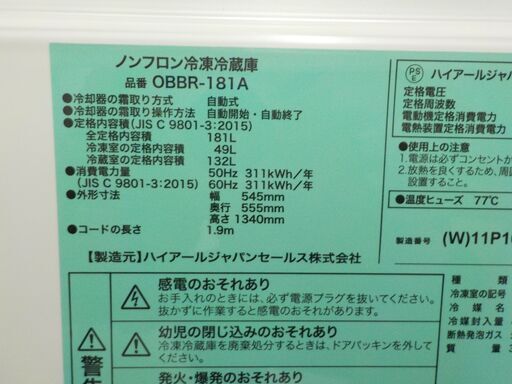 ノンフロン冷凍冷蔵庫
品番 OBBR-181A
●冷却器の霜取り方式 自動式
●冷却器の霜取り操作方法 自動開始・自動終了
●定格内容積(JIS C 9801-3:2015)
全定格内容積 181L
冷凍室の定格内容積 49L
冷蔵室の定格内容積 132L
●消費電力量 50Hz 311kWh/年
(JIS C 9801-3:2015) 60Hz 311kWh/年
●外形寸法 幅 545mm
奥行 555mm
高さ 1340mm
●コードの長さ 1.9m
【製造元】ハイアールジャパンセールス株式会社
感電のおそれあり
お手入れのときには、必ず電源プラグを抜いてください。
抜かずに作業すると、感電することがあります。
幼児の閉じ込みのおそれあり
冷凍冷蔵庫を廃棄処分するときは、ドアパッキンを外して
発火・爆発のおそれあり
警告
PSE
ハイアールジャパ
定格電圧
定格周波数
電動機定格消費電力
電熱装置定格消費電力
●使用上の注意
1.電源は必ずコンセントか
2.放熱を良くするため、周囲
設置すること。
●温度ヒューズ 77℃
製造番号 (W)11P1
種類
冷凍室の記号
冷媒
冷媒封入量
断熱発泡ガス
質量